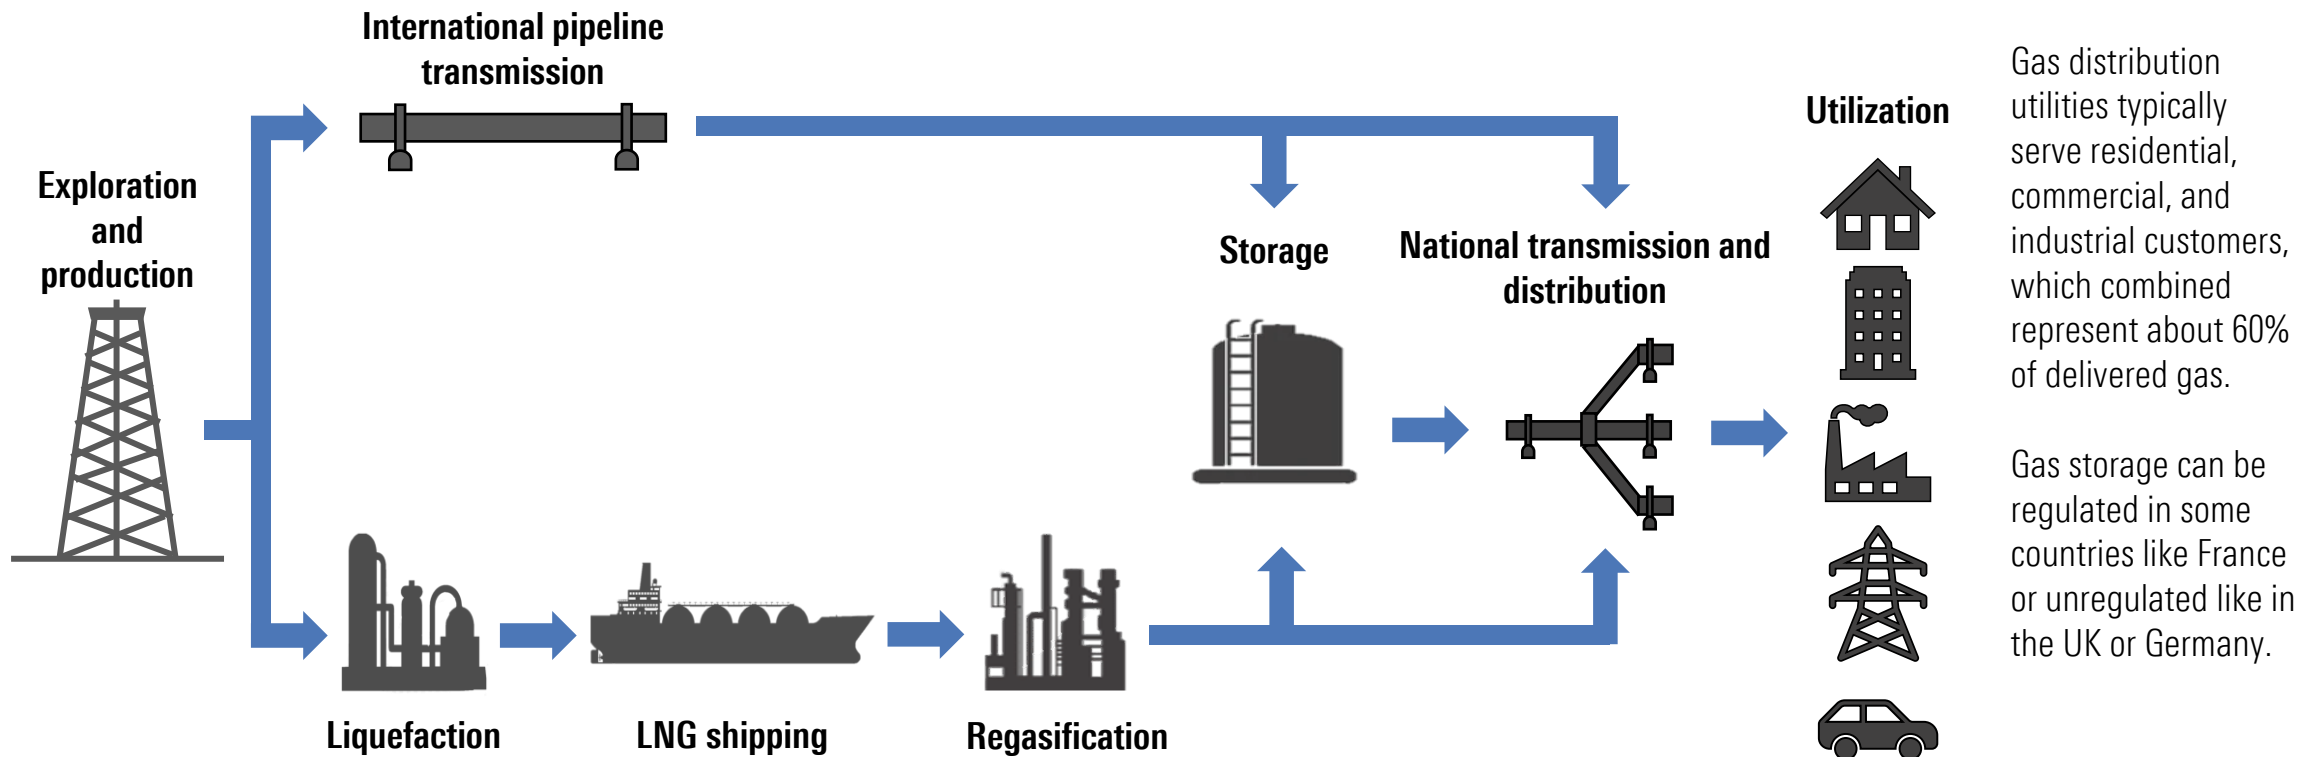 International pipeline
transmission
Exploration
and
production
Storage
National transmission and
distribution
Utilization
Liquefaction
LNG shipping
Regasification
Gas distribution
utilities typically
serve residential,
commercial, and
industrial customers,
which combined
represent about 60%
of delivered gas.
Gas storage can be
regulated in some
countries like France
or unregulated like in
the UK or Germany.